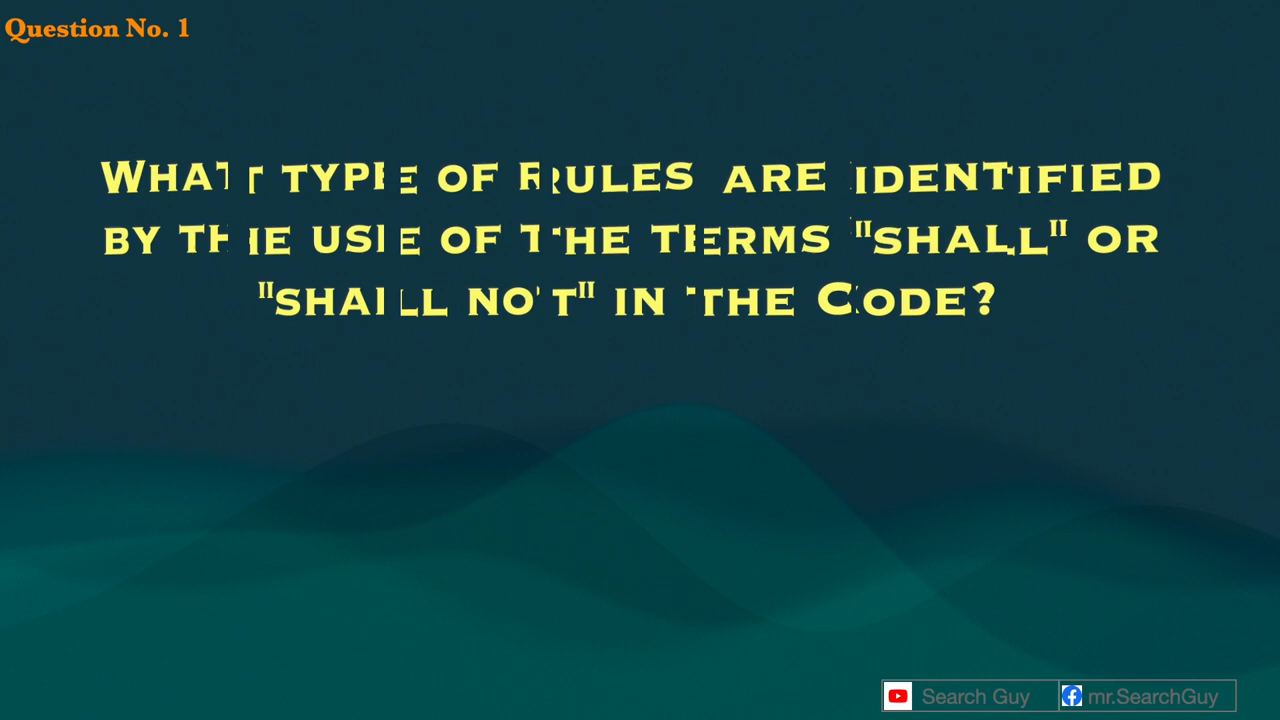 Question No. 1
What type of rules are identified
by the use of the terms "shall" or
"shall not" in the Code?
Search Guy
mr.SearchGuy